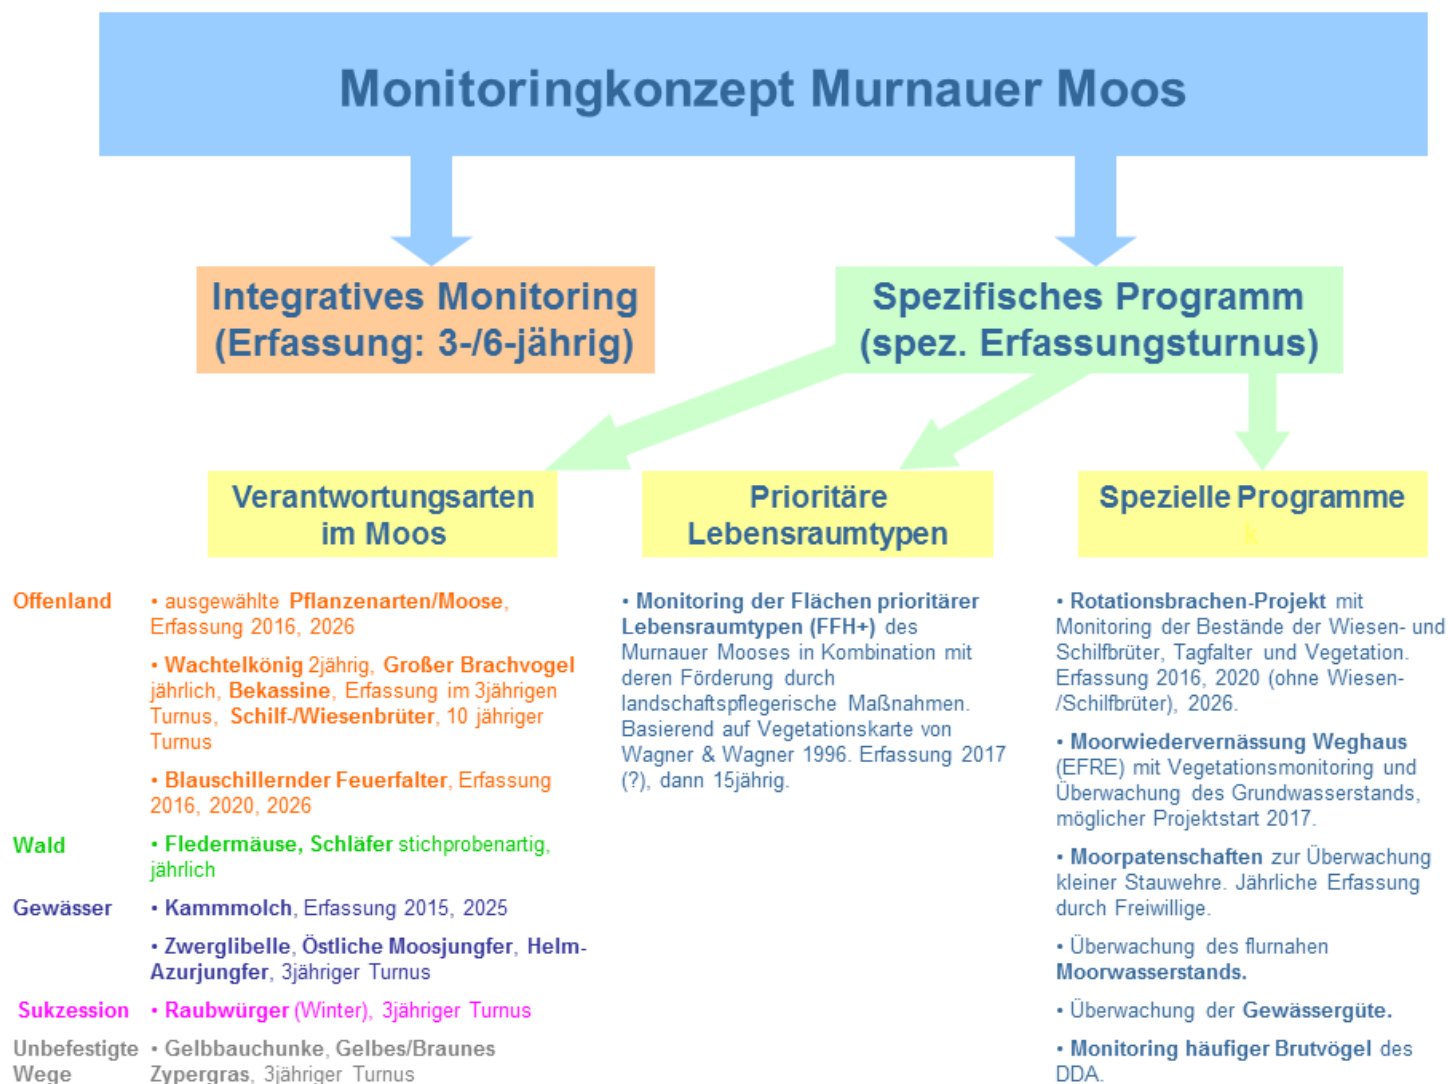 Monitoringkonzept Murnauer Moos
Integratives Monitoring
(Erfassung: 3-/6-jährig)
Spezifisches Programm
(spez. Erfassungsturnus)
Verantwortungsarten
im Moos
Offenland
• ausgewählte Pflanzenarten/Moose,
Erfassung 2016, 2026
• Wachtelkönig 2jährig, Großer Brachvogel
jährlich, Bekassine, Erfassung im 3jährigen
Turnus, Schilf-/Wiesenbrüter, 10 jähriger
Turnus
• Blauschillernder Feuerfalter, Erfassung
2016, 2020, 2026
Wald
• Fledermäuse, Schläfer stichprobenartig,
jährlich
Gewässer
• Kammmolch, Erfassung 2015, 2025
• Zwerglibelle, Östliche Moosjungfer, Helm-
Azurjungfer, 3jähriger Turnus
Sukzession
• Raubwürger (Winter), 3jähriger Turnus
Unbefestigte
Wege
• Gelbbauchunke, Gelbes/Braunes
Zypergras, 3jähriger Turnus
Prioritäre
Lebensraumtypen
• Monitoring der Flächen prioritärer
Lebensraumtypen (FFH+) des
Murnauer Mooses in Kombination mit
deren Förderung durch
landschaftspflegerische Maßnahmen.
Basierend auf Vegetationskarte von
Wagner & Wagner 1996. Erfassung 2017
(?), dann 15jährig.
Spezielle Programme
k
• Rotationsbrachen-Projekt mit
Monitoring der Bestände der Wiesen- und
Schilfbrüter, Tagfalter und Vegetation.
Erfassung 2016, 2020 (ohne Wiesen-
/Schilfbrüter), 2026.
• Moorwiedervernässung Weghaus
(EFRE) mit Vegetationsmonitoring und
Überwachung des Grundwasserstands,
möglicher Projektstart 2017.
• Moorpatenschaften zur Überwachung
kleiner Stauwehre. Jährliche Erfassung
durch Freiwillige.
• Überwachung des flurnahen
Moorwasserstands.
• Überwachung der Gewässergüte.
• Monitoring häufiger Brutvögel des
DDA.